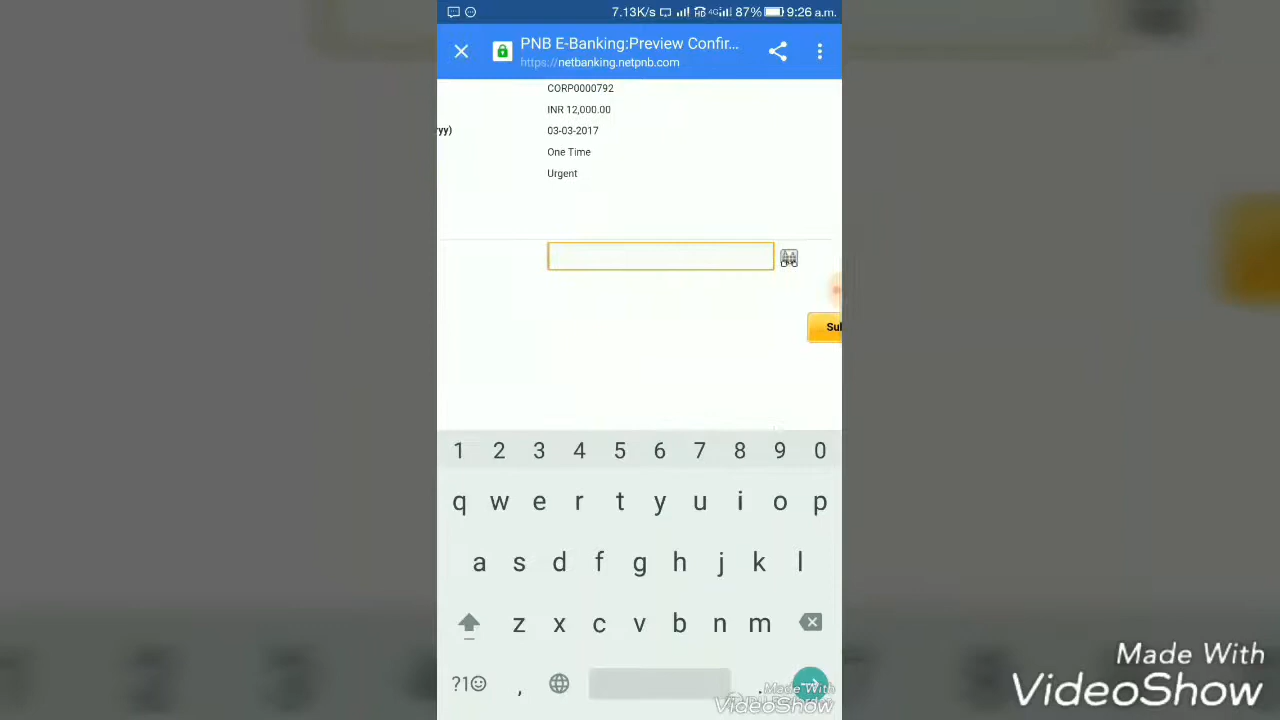 7.13K/s 4G 87% 9:26 a.m.
PNB E-Banking:Preview Confir...
https://netbanking.netpnb.com
CORP0000792
INR 12,000.00
yy)
03-03-2017
One Time
Urgent
Sul
1 2 3 4 5 6 7 8 9 0
q w e r t y u i o p
a s d f g h j k l
z x c v b n m
?1☺ , .
Made With
VideoShow
Made With
VideoShow